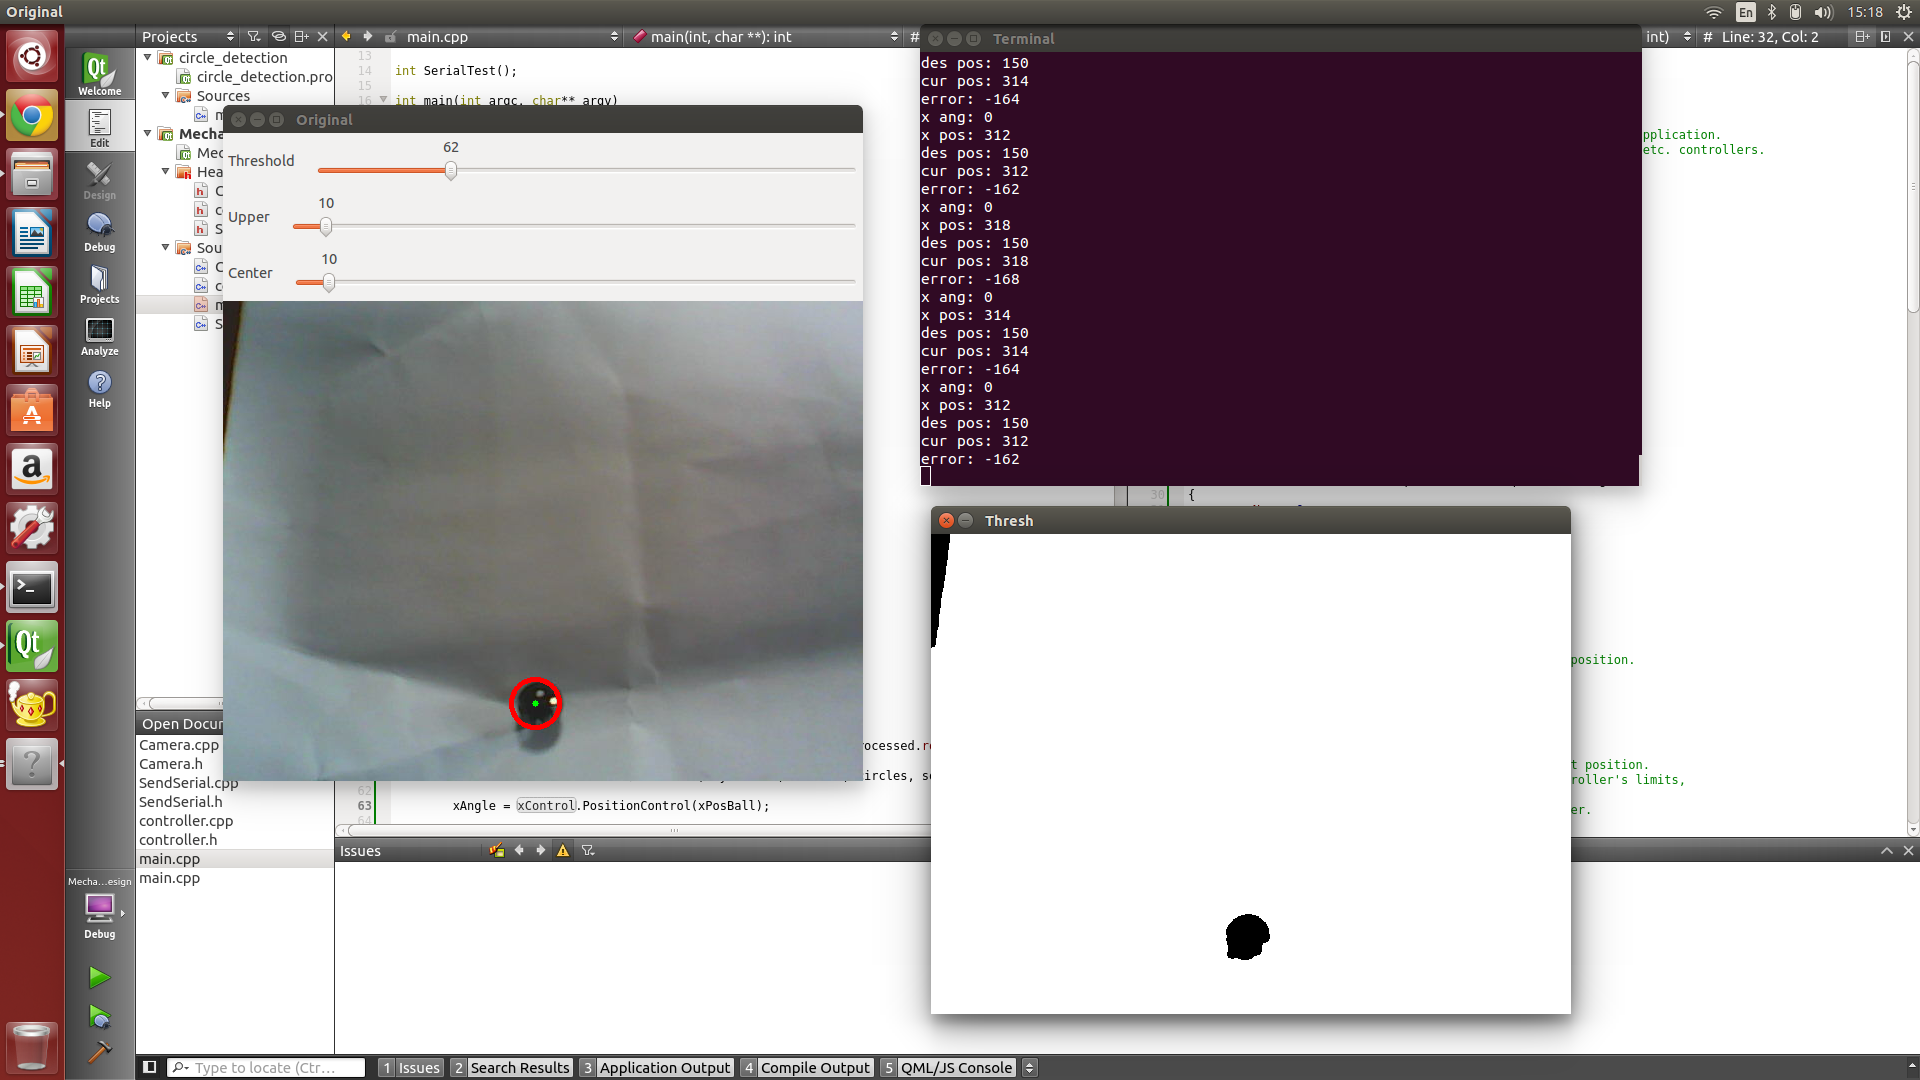 Original
En
15:18
Projects
main.cpp
main(int, char **): int
#
int)
# Line: 32, Col: 2
Welcome
Edit
Design
Debug
Projects
Analyze
Help
circle_detection
circle_detection.pro
Sources
Mecha
Mec
Hea
Sou
13
14 int SerialTest();
15
16 int main(int argc, char** argv)
Original
Threshold 62
Upper 10
Center 10
Terminal
des pos: 150
cur pos: 314
error: -164
x ang: 0
x pos: 312
des pos: 150
cur pos: 312
error: -162
x ang: 0
x pos: 318
des pos: 150
cur pos: 318
error: -168
x ang: 0
x pos: 314
des pos: 150
cur pos: 314
error: -164
x ang: 0
x pos: 312
des pos: 150
cur pos: 312
error: -162
pplication.
etc. controllers.
30 {
Thresh
position.
t position.
roller's limits,
er.
ocessed.r
ircles, s
62
63 xAngle = xControl.PositionControl(xPosBall);
64
Open Docum
Camera.cpp
Camera.h
SendSerial.cpp
SendSerial.h
controller.cpp
controller.h
main.cpp
main.cpp
Issues
Mecha...esign
Debug
Type to locate (Ctr...
1 Issues
2 Search Results
3 Application Output
4 Compile Output
5 QML/JS Console